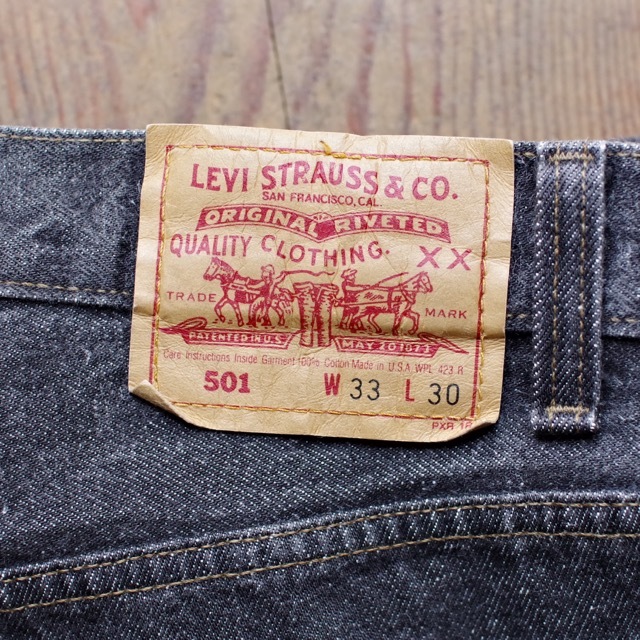 LEVI STRAUSS & CO.
SAN FRANCISCO, CAL.
ORIGINAL RIVETED
QUALITY CLOTHING. XX
TRADE MARK
PATENTED IN U.S. MAY 20 1873
Care Instructions Inside Garment 100% Cotton Made in U.S.A. WPL 423 R
501 W 33 L 30
PXR 16